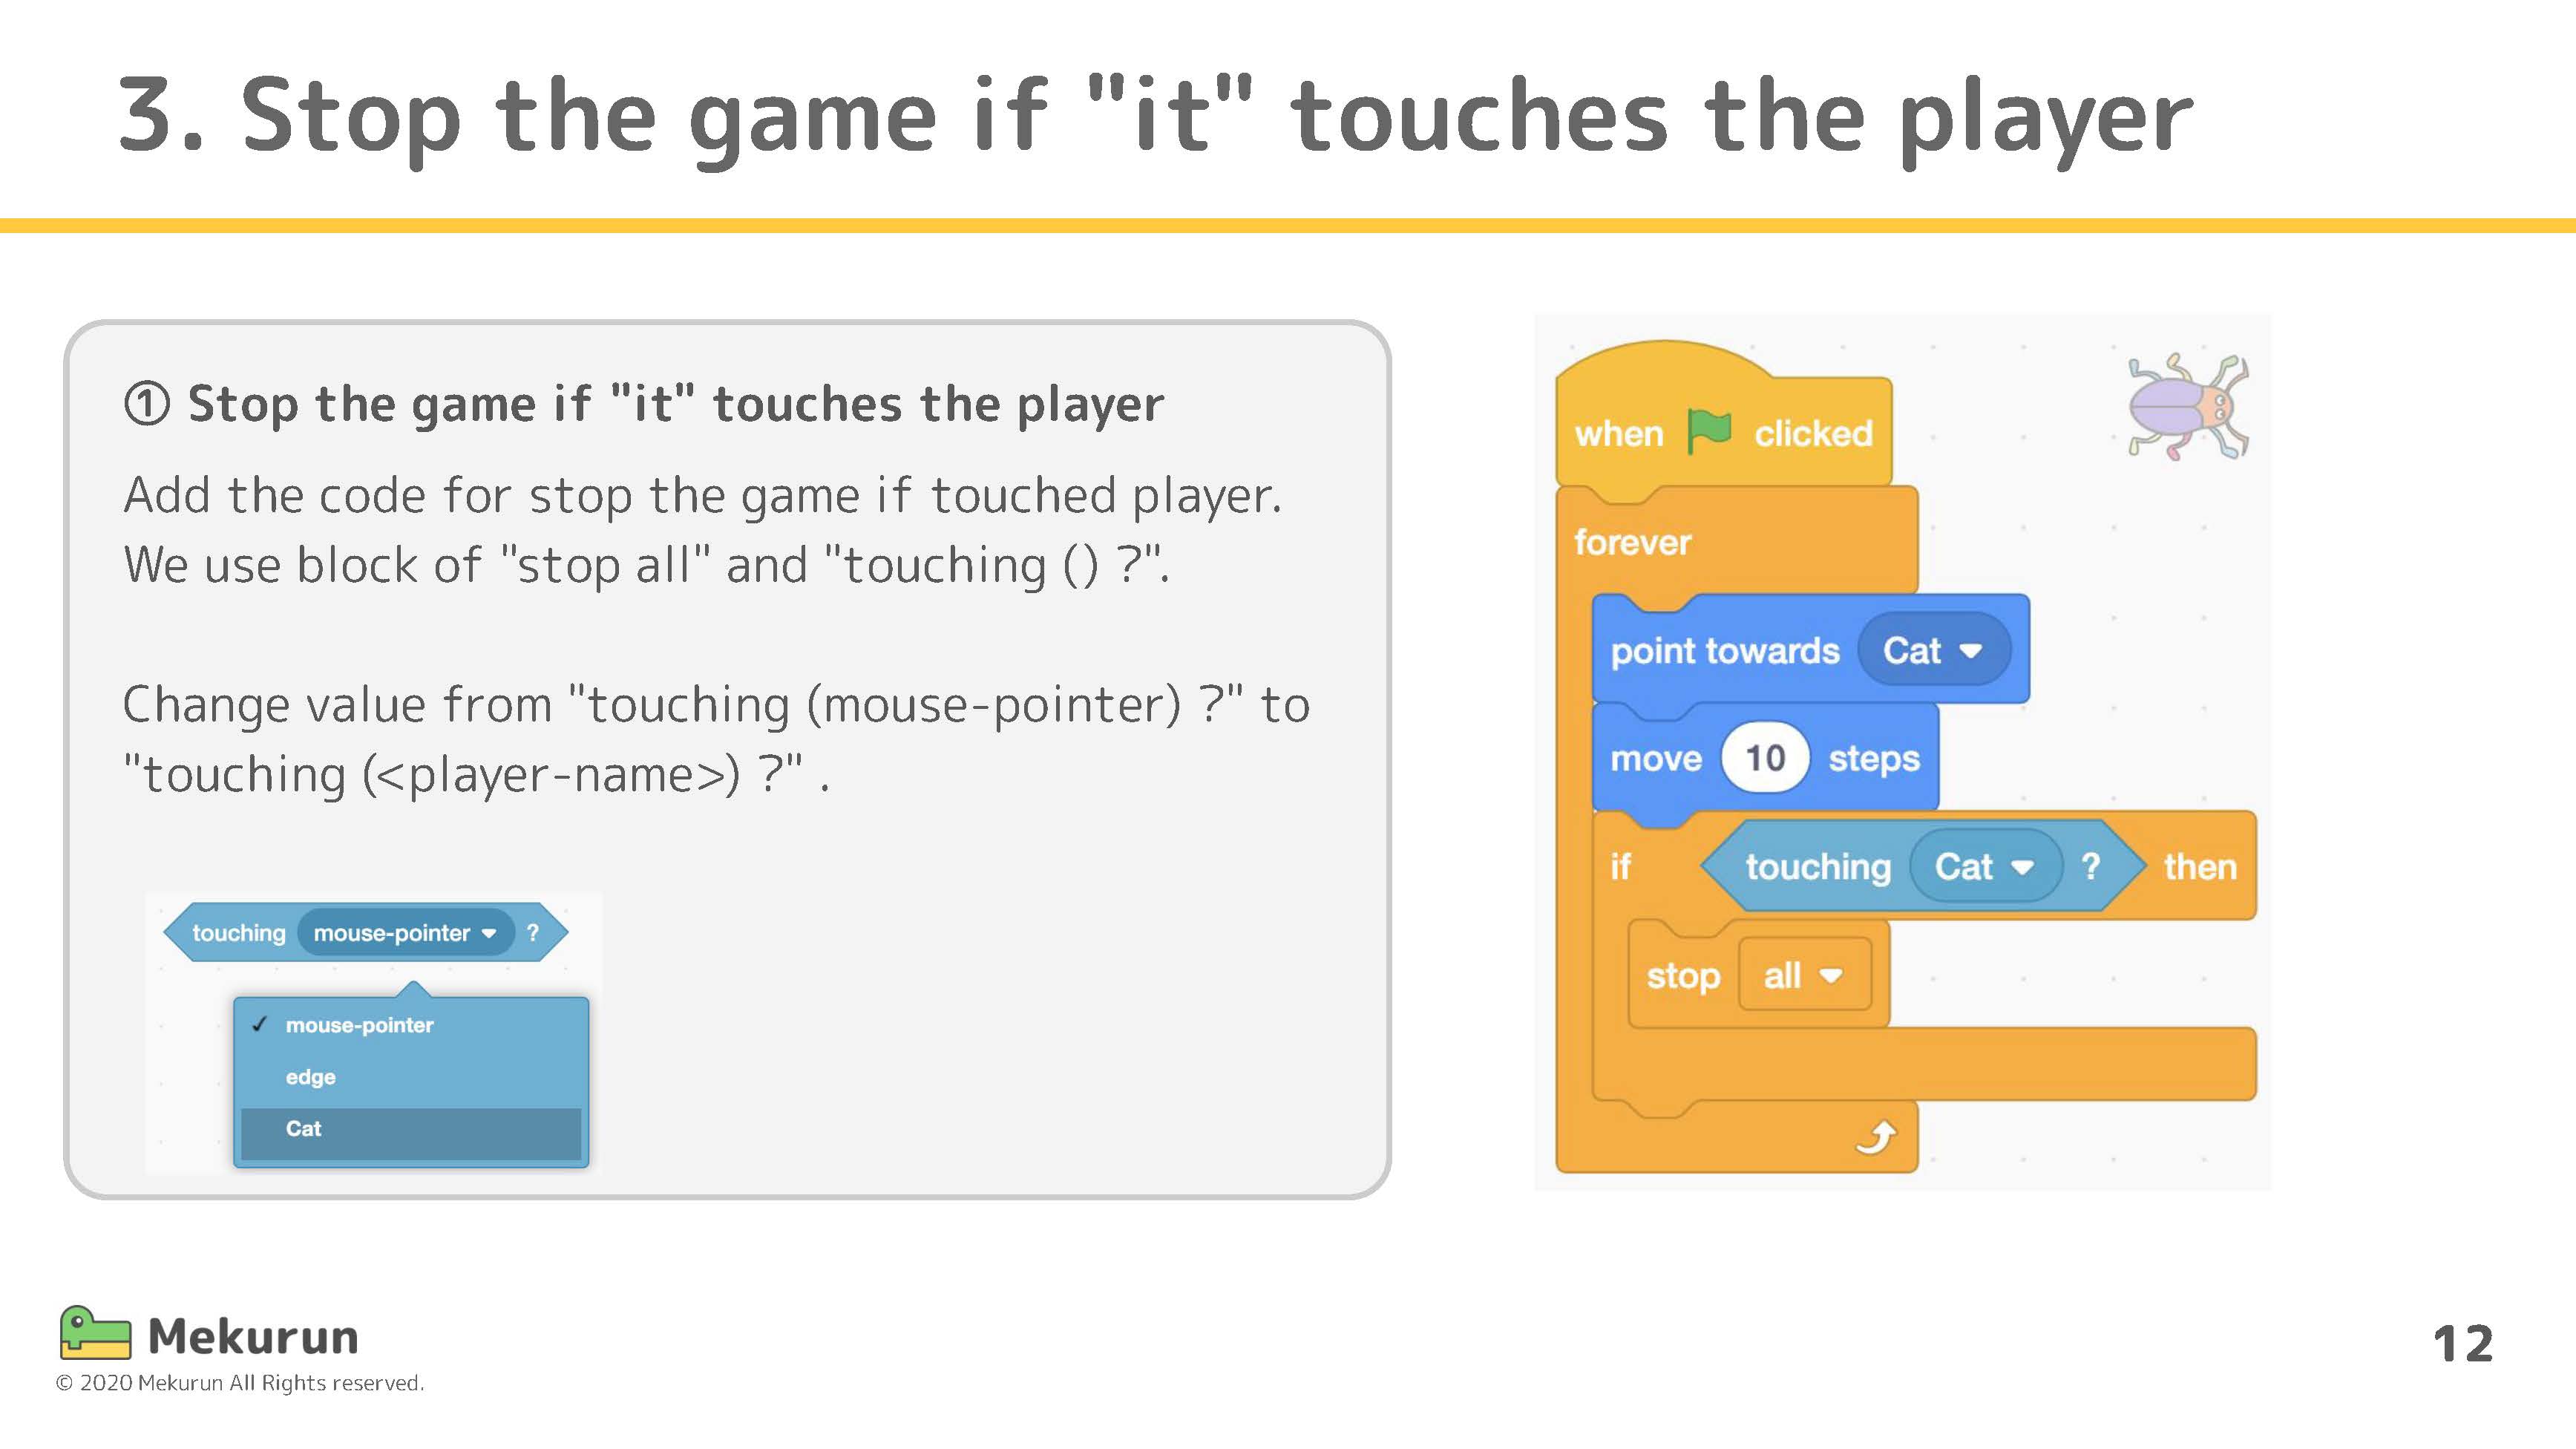 3. Stop the game if "it" touches the player
① Stop the game if "it" touches the player
Add the code for stop the game if touched player.
We use block of "stop all" and "touching () ?".
Change value from "touching (mouse-pointer) ?" to
"touching (<player-name>) ?" .
touching mouse-pointer ?
✓ mouse-pointer
edge
Cat
when clicked
forever
point towards Cat
move 10 steps
if touching Cat ? then
stop all
Mekurun
© 2020 Mekurun All Rights reserved.
12